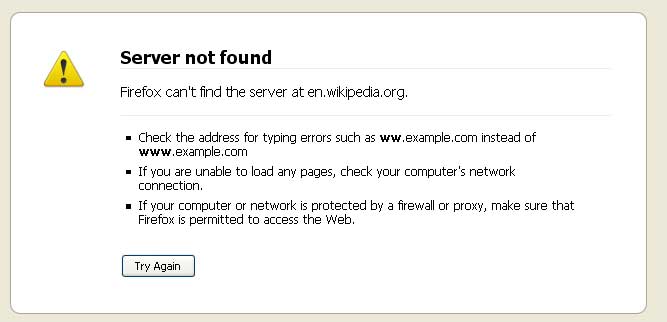 Server not found
Firefox can't find the server at en.wikipedia.org.
Check the address for typing errors such as ww.example.com instead of
www.example.com
If you are unable to load any pages, check your computer's network
connection.
If your computer or network is protected by a firewall or proxy, make sure that
Firefox is permitted to access the Web.
Try Again